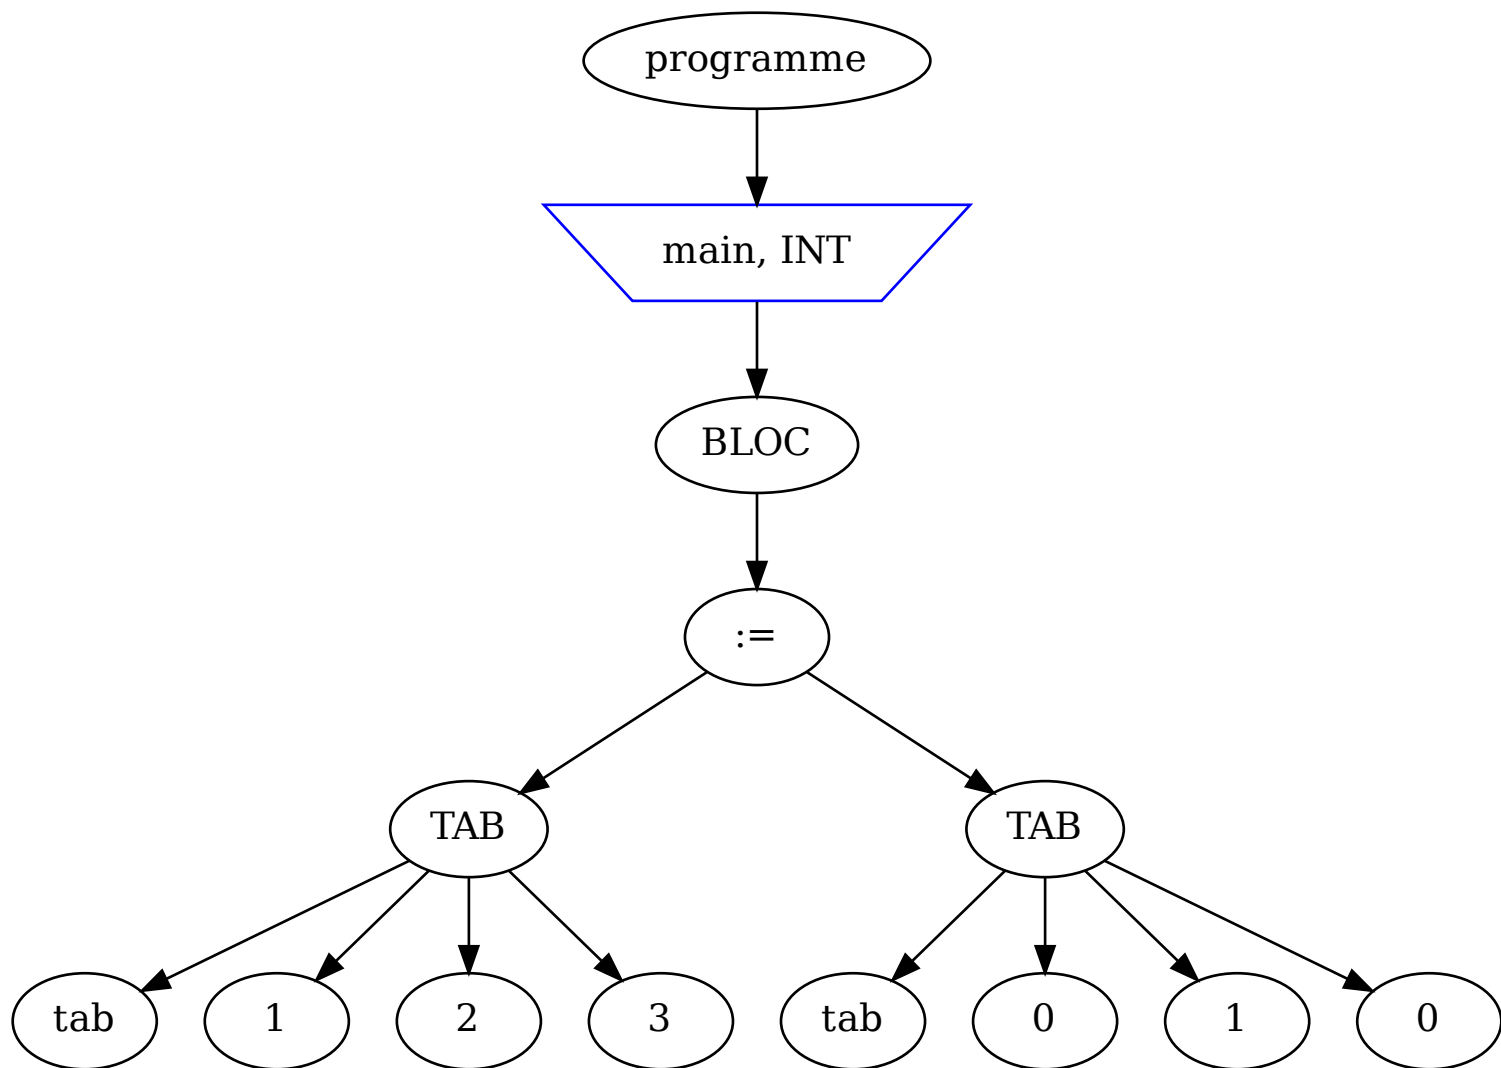 programme
main, INT
BLOC
:=
TAB TAB
tab 1 2 3 tab 0 1 0